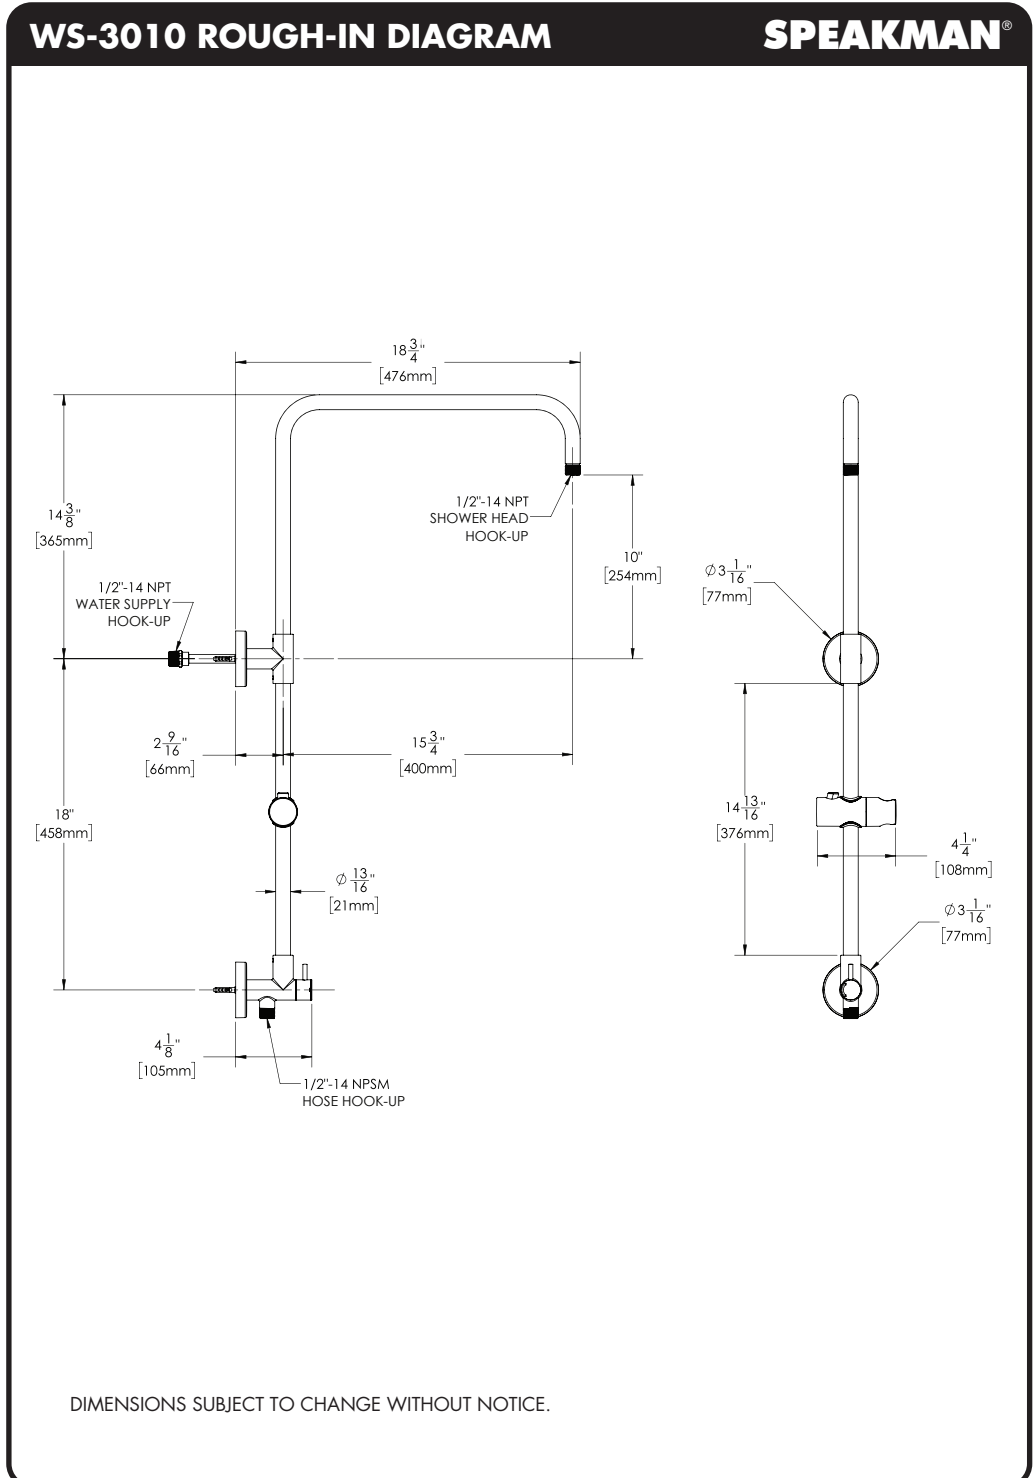 WS-3010 ROUGH-IN DIAGRAM
SPEAKMAN®
18 3/4"
[476mm]
14 3/8"
[365mm]
1/2"-14 NPT
SHOWER HEAD
HOOK-UP
10"
[254mm]
1/2"-14 NPT
WATER SUPPLY
HOOK-UP
2 9/16"
[66mm]
15 3/4"
[400mm]
18"
[458mm]
Ø 13/16"
[21mm]
4 1/8"
[105mm]
1/2"-14 NPSM
HOSE HOOK-UP
Ø3 1/16"
[77mm]
14 13/16"
[376mm]
4 1/4"
[108mm]
Ø3 1/16"
[77mm]
DIMENSIONS SUBJECT TO CHANGE WITHOUT NOTICE.